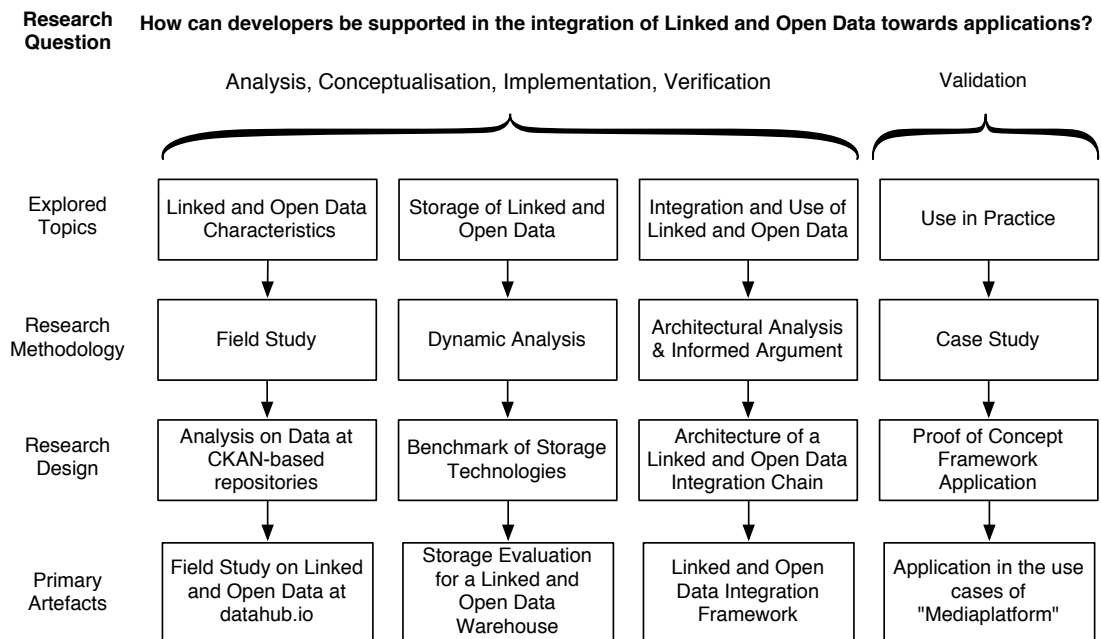 Research
Question
How can developers be supported in the integration of Linked and Open Data towards applications?
Analysis, Conceptualisation, Implementation, Verification
Validation
Explored
Topics
Linked and Open Data
Characteristics
Storage of Linked and
Open Data
Integration and Use of
Linked and Open Data
Use in Practice
Research
Methodology
Field Study
Dynamic Analysis
Architectural Analysis
& Informed Argument
Case Study
Research
Design
Analysis on Data at
CKAN-based
repositories
Benchmark of Storage
Technologies
Architecture of a
Linked and Open Data
Integration Chain
Proof of Concept
Framework
Application
Primary
Artefacts
Field Study on Linked
and Open Data at
datahub.io
Storage Evaluation
for a Linked and
Open Data
Warehouse
Linked and Open
Data Integration
Framework
Application in the use
cases of
"Mediaplatform"